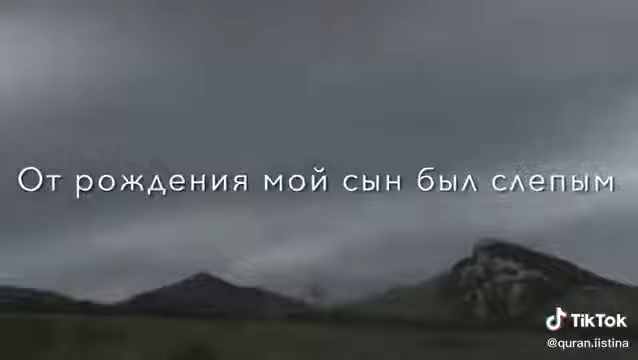 От рождения мой сын был слепым
TikTok
@quran.iistina